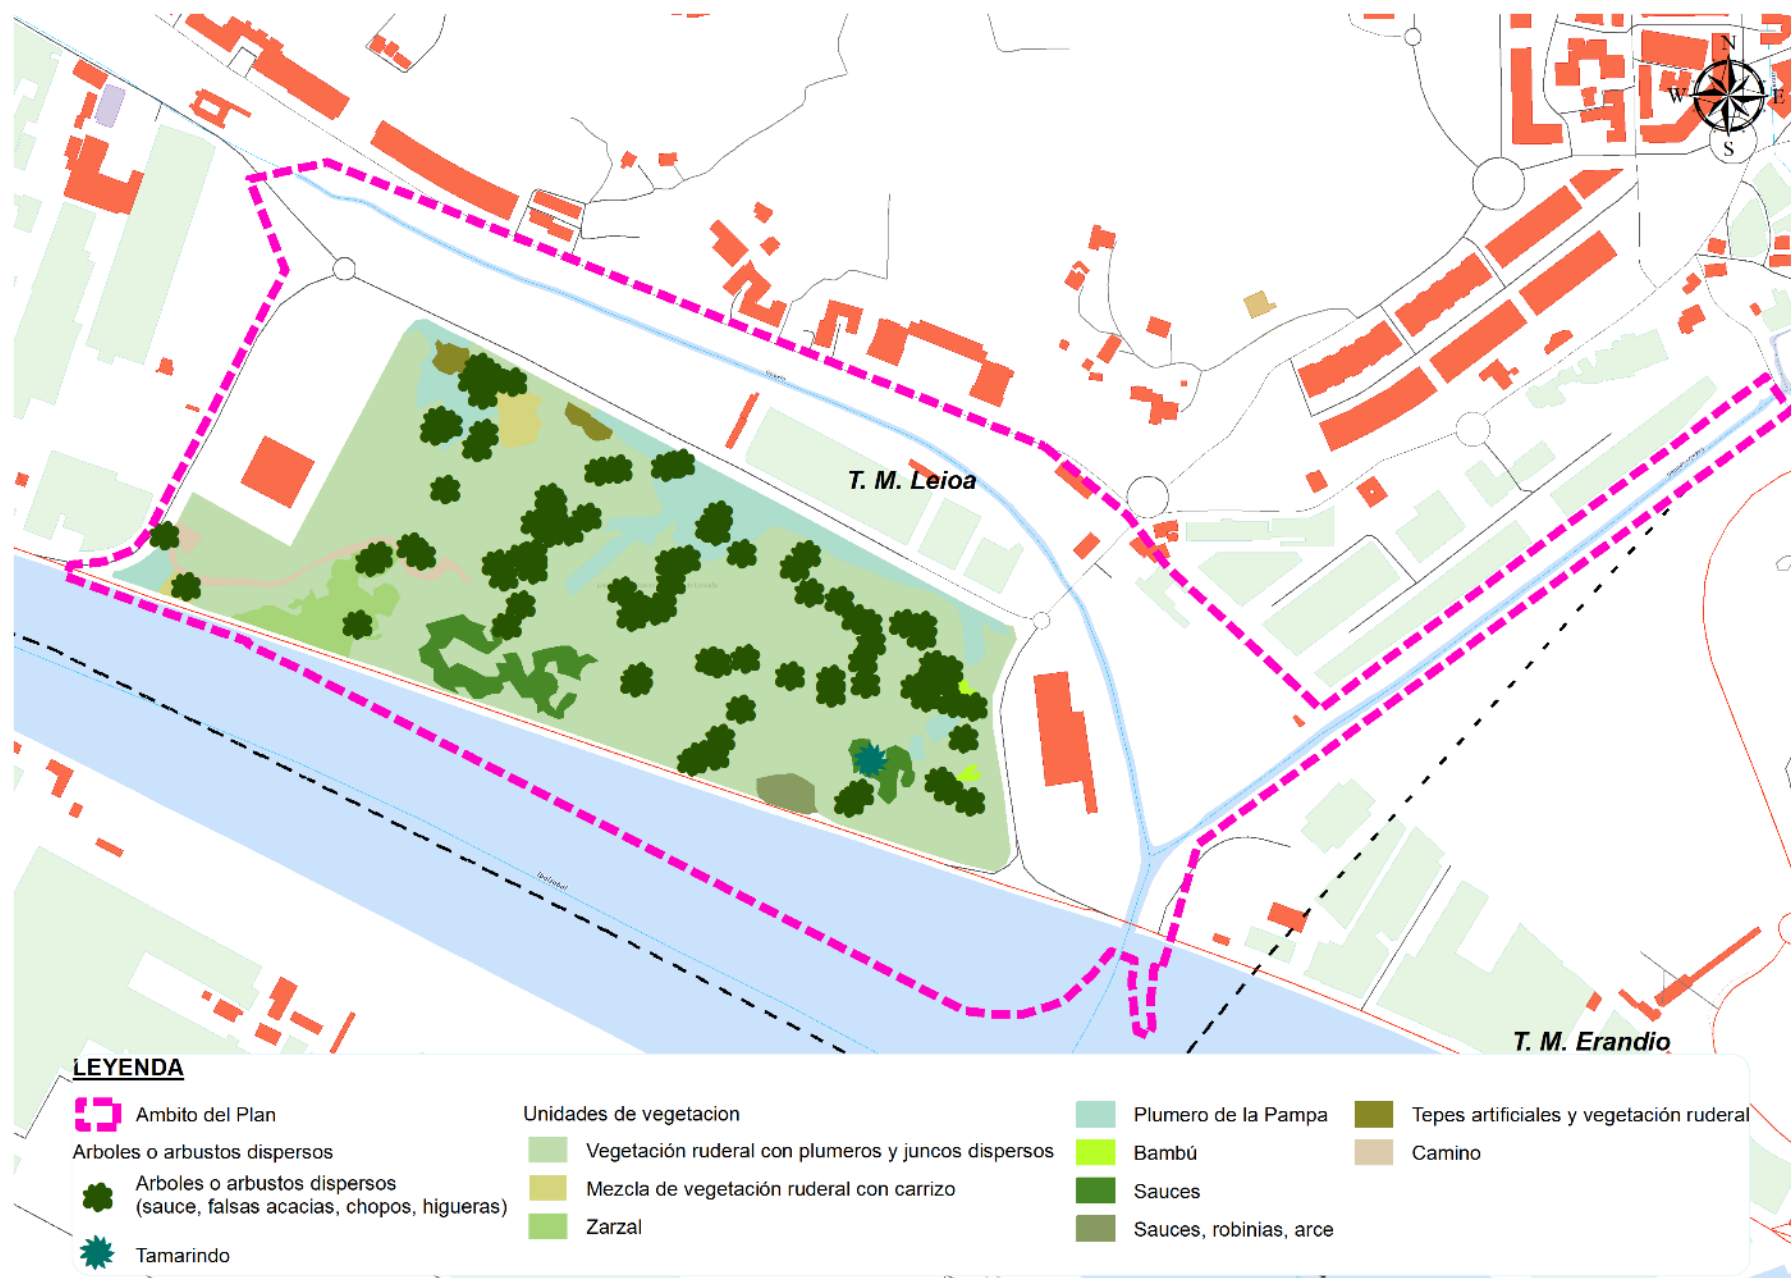 N
W
E
S
T. M. Leioa
T. M. Erandio
LEYENDA
Ambito del Plan
Arboles o arbustos dispersos
Arboles o arbustos dispersos
(sauce, falsas acacias, chopos, higueras)
Tamarindo
Unidades de vegetacion
Vegetación ruderal con plumeros y juncos dispersos
Mezcla de vegetación ruderal con carrizo
Zarzal
Plumero de la Pampa
Bambú
Sauces
Sauces, robinias, arce
Tepes artificiales y vegetación ruderal
Camino